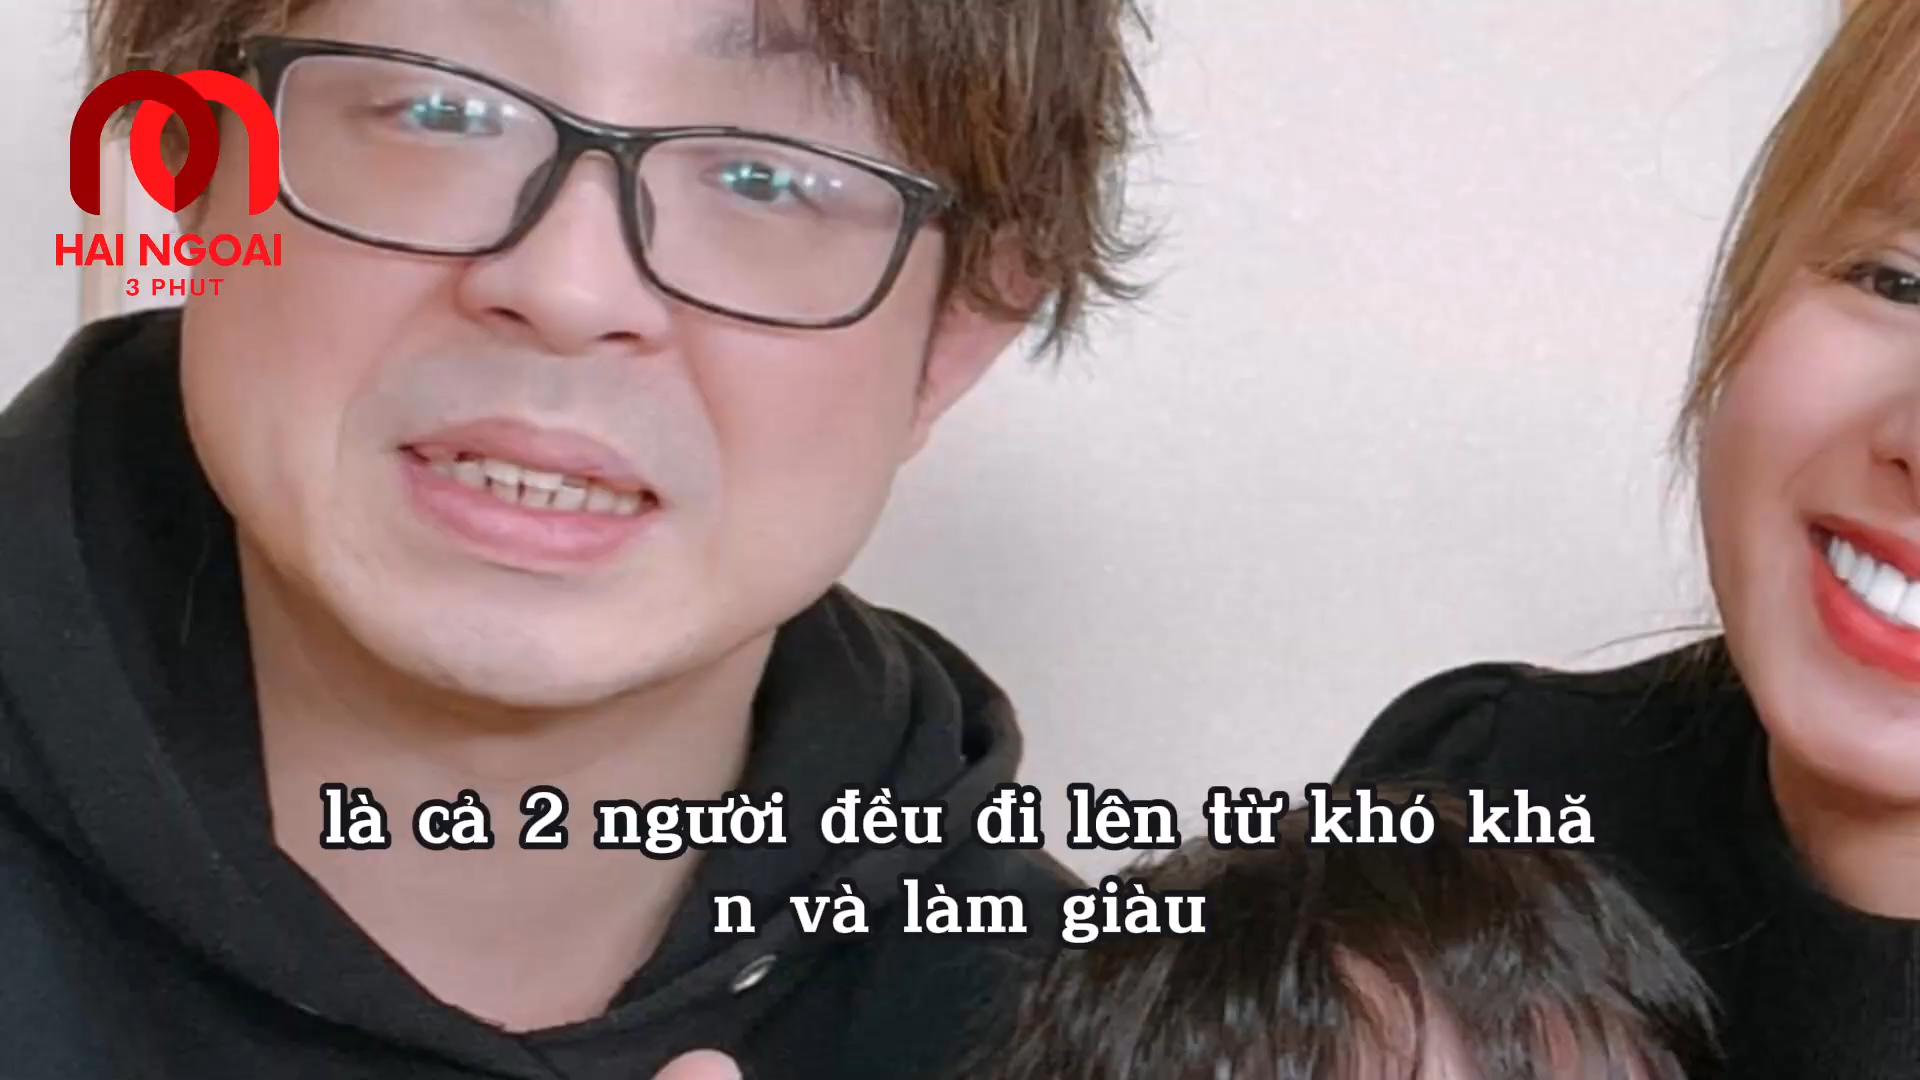 HAI NGOAI
3 PHUT
là cả 2 người đều đi lên từ khó khă
n và làm giàu